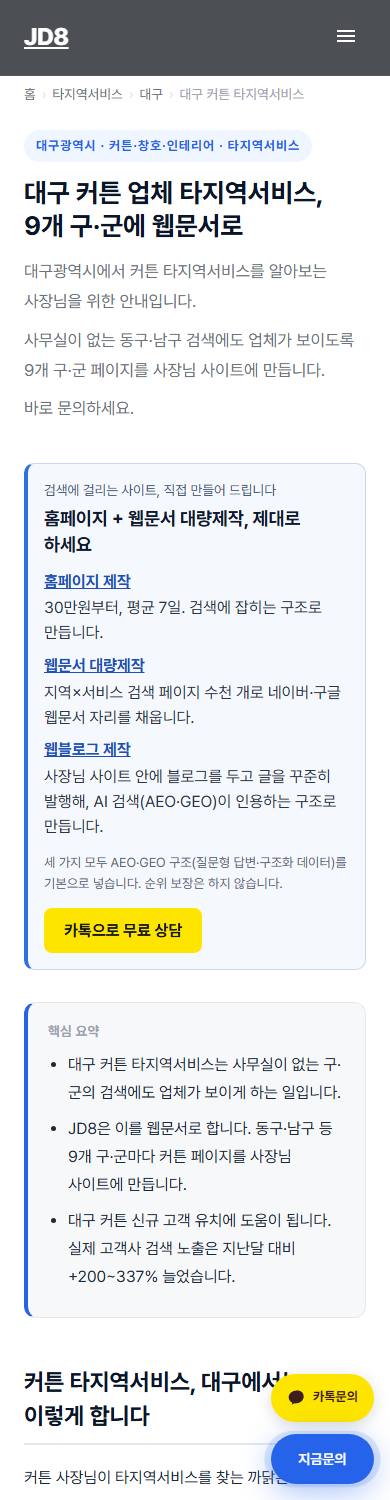 JD8
홈 › 타지역서비스 › 대구 › 대구 커튼 타지역서비스
대구광역시 · 커튼·창호·인테리어 · 타지역서비스
대구 커튼 업체 타지역서비스,
9개 구·군에 웹문서로
대구광역시에서 커튼 타지역서비스를 알아보는
사장님을 위한 안내입니다.
사무실이 없는 동구·남구 검색에도 업체가 보이도록
9개 구·군 페이지를 사장님 사이트에 만듭니다.
바로 문의하세요.
검색에 걸리는 사이트, 직접 만들어 드립니다
홈페이지 + 웹문서 대량제작, 제대로
하세요
홈페이지 제작
30만원부터, 평균 7일. 검색에 잡히는 구조로
만듭니다.
웹문서 대량제작
지역×서비스 검색 페이지 수천 개로 네이버·구글
웹문서 자리를 채웁니다.
웹블로그 제작
사장님 사이트 안에 블로그를 두고 글을 꾸준히
발행해, AI 검색(AEO·GEO)이 인용하는 구조로
만듭니다.
세 가지 모두 AEO·GEO 구조(질문형 답변·구조화 데이터)를
기본으로 넣습니다. 순위 보장은 하지 않습니다.
카톡으로 무료 상담
핵심 요약
• 대구 커튼 타지역서비스는 사무실이 없는 구·
군의 검색에도 업체가 보이게 하는 일입니다.
• JD8은 이를 웹문서로 합니다. 동구·남구 등
9개 구·군마다 커튼 페이지를 사장님
사이트에 만듭니다.
• 대구 커튼 신규 고객 유치에 도움이 됩니다.
실제 고객사 검색 노출은 지난달 대비
+200~337% 늘었습니다.
커튼 타지역서비스, 대구에서
이렇게 합니다
카톡문의
지금문의
커튼 사장님이 타지역서비스를 찾는